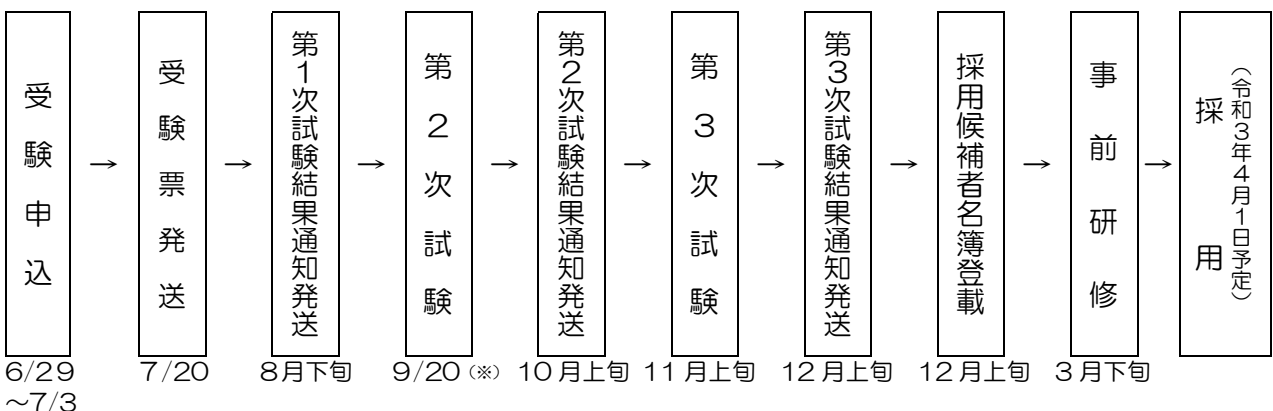 受験申込
→
受験票発送
→
第1次試験結果通知発送
→
第2次試験
→
第2次試験結果通知発送
→
第3次試験
→
第3次試験結果通知発送
→
採用候補者名簿登載
→
事前研修
→
採用
（令和3年4月1日予定）
6/29
～7/3
7/20
8月下旬
9/20（※）
10月上旬
11月上旬
12月上旬
12月上旬
3月下旬